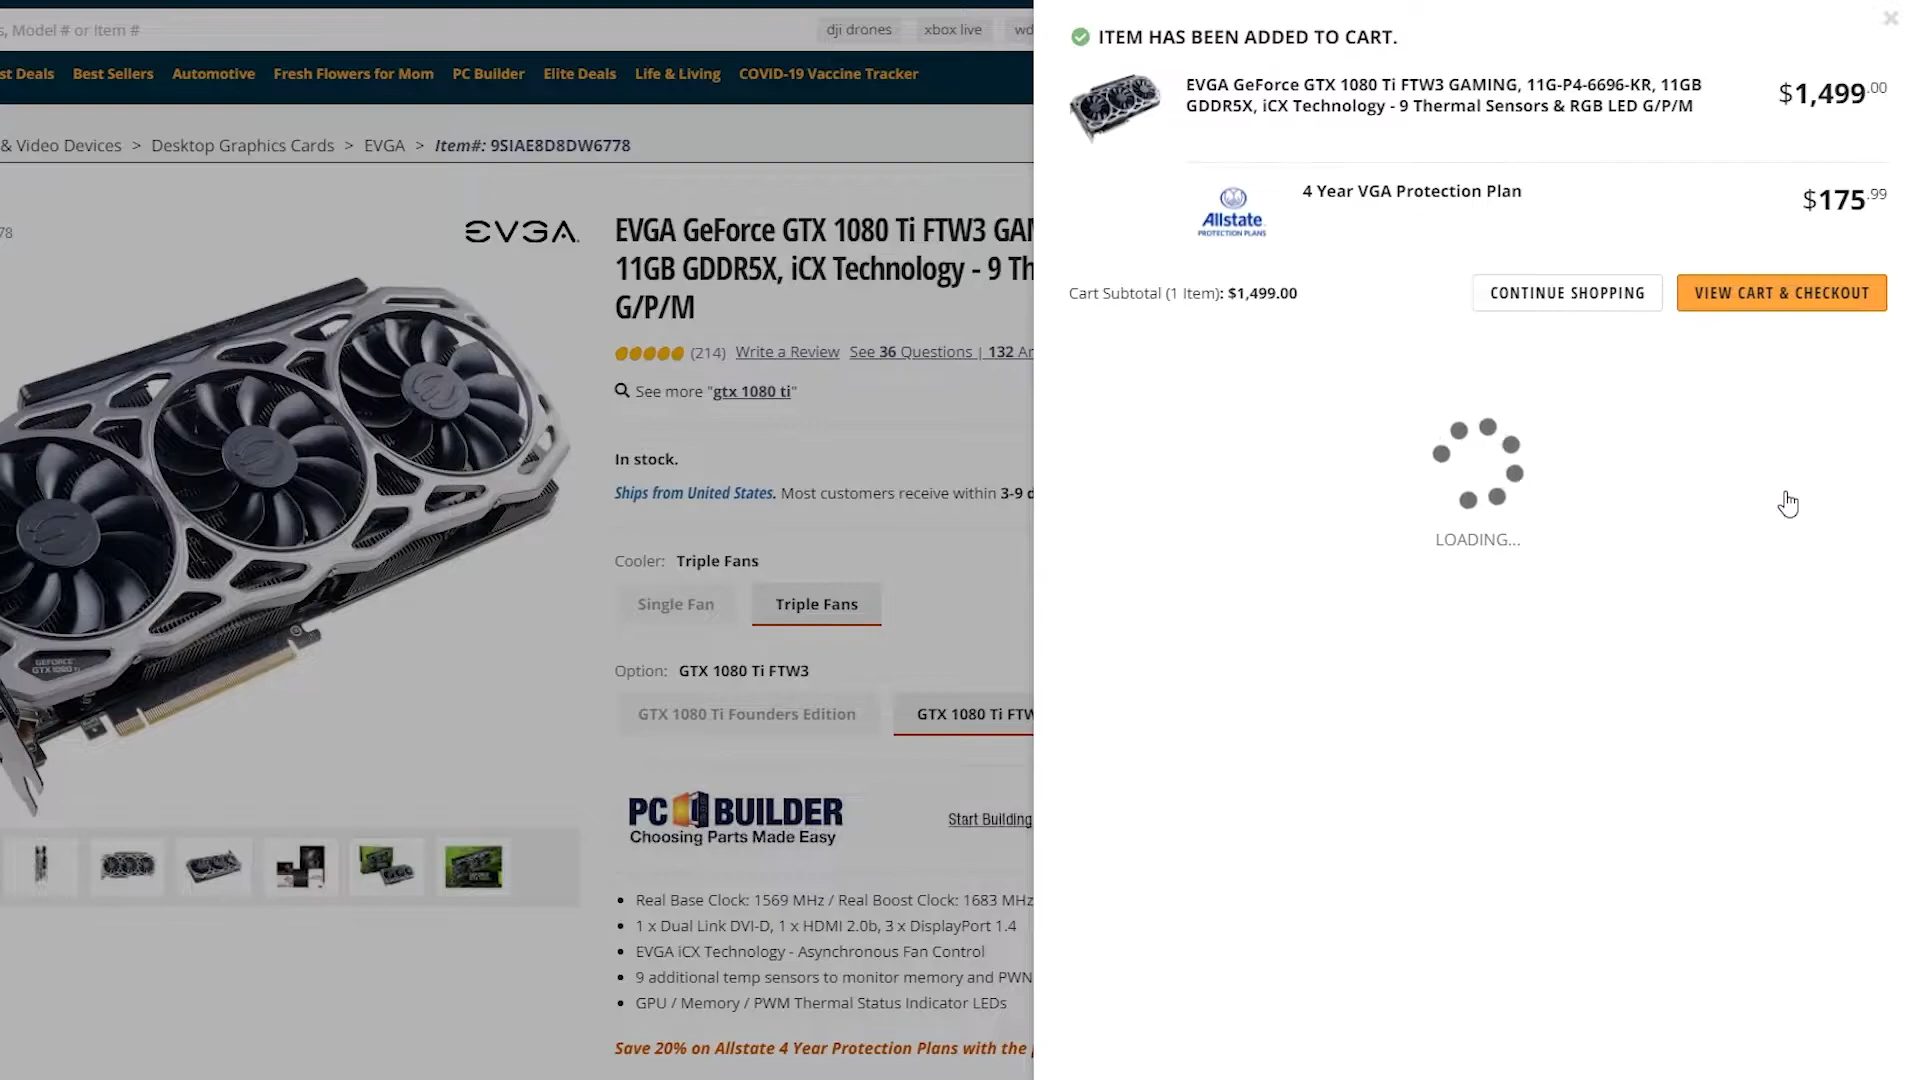 s, Model # or Item #
dji drones
xbox live
wd
st Deals
Best Sellers
Automotive
Fresh Flowers for Mom
PC Builder
Elite Deals
Life & Living
COVID-19 Vaccine Tracker
& Video Devices > Desktop Graphics Cards > EVGA > Item#: 9SIAE8D8DW6778
78
EVGA
EVGA GeForce GTX 1080 Ti FTW3 GAM
11GB GDDR5X, iCX Technology - 9 Th
G/P/M
(214) Write a Review See 36 Questions | 132 An
See more "gtx 1080 ti"
In stock.
Ships from United States. Most customers receive within 3-9 d
Cooler: Triple Fans
Single Fan
Triple Fans
Option: GTX 1080 Ti FTW3
GTX 1080 Ti Founders Edition
GTX 1080 Ti FTW
PC BUILDER
Choosing Parts Made Easy
Start Building
Real Base Clock: 1569 MHz / Real Boost Clock: 1683 MHz
1 x Dual Link DVI-D, 1 x HDMI 2.0b, 3 x DisplayPort 1.4
EVGA iCX Technology - Asynchronous Fan Control
9 additional temp sensors to monitor memory and PWN
GPU / Memory / PWM Thermal Status Indicator LEDs
Save 20% on Allstate 4 Year Protection Plans with the
GEFORCE
GTX 1080 Ti
ITEM HAS BEEN ADDED TO CART.
EVGA GeForce GTX 1080 Ti FTW3 GAMING, 11G-P4-6696-KR, 11GB
GDDR5X, iCX Technology - 9 Thermal Sensors & RGB LED G/P/M
$1,499.00
Allstate
PROTECTION PLANS
4 Year VGA Protection Plan
$175.99
Cart Subtotal (1 Item): $1,499.00
CONTINUE SHOPPING
VIEW CART & CHECKOUT
LOADING...